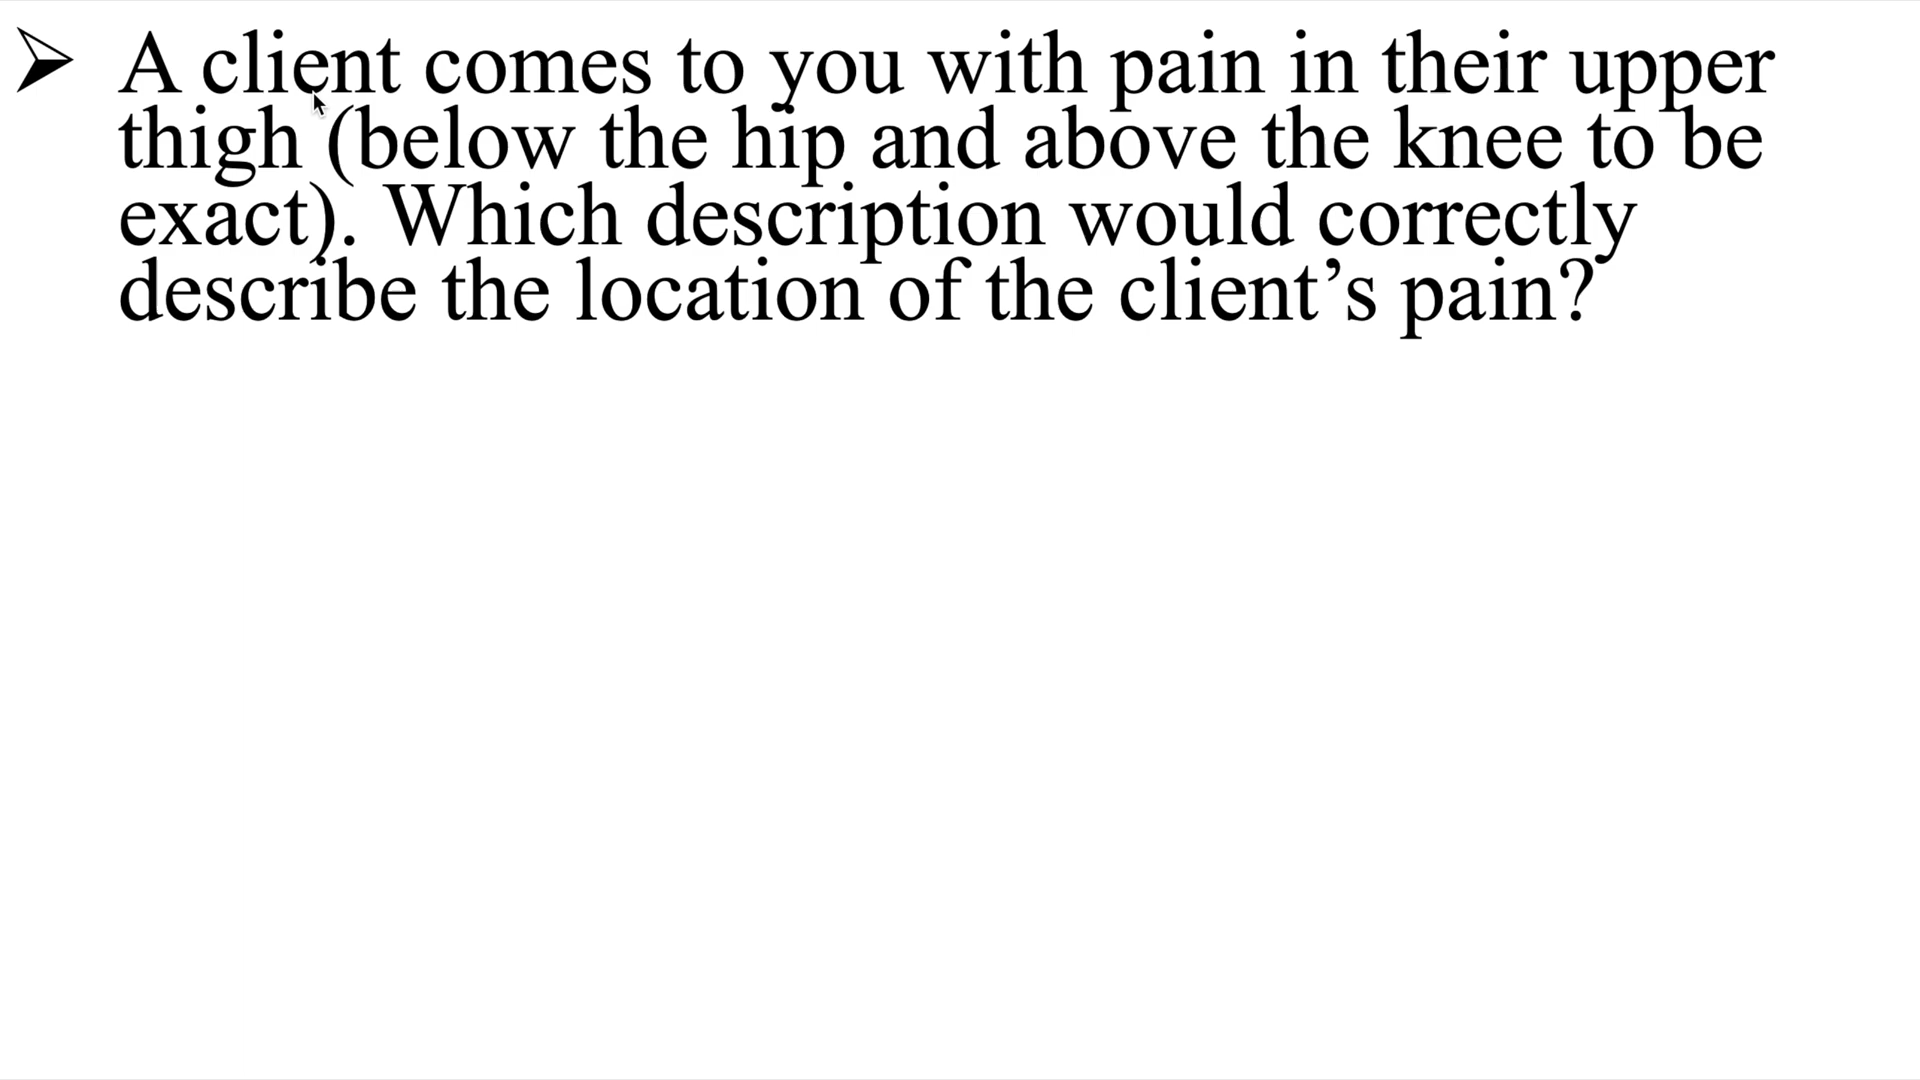 A client comes to you with pain in their upper
thigh (below the hip and above the knee to be
exact). Which description would correctly
describe the location of the client’s pain?